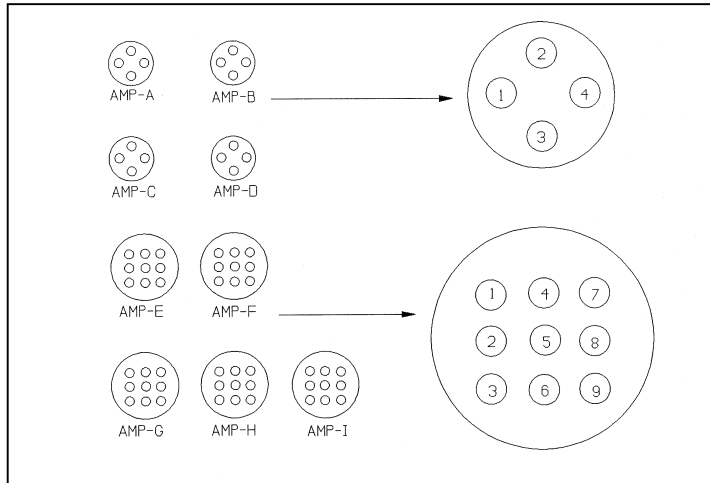 AMP-A AMP-B
2
1 4
3
AMP-C AMP-D
AMP-E AMP-F
1 4 7
2 5 8
3 6 9
AMP-G AMP-H AMP-I